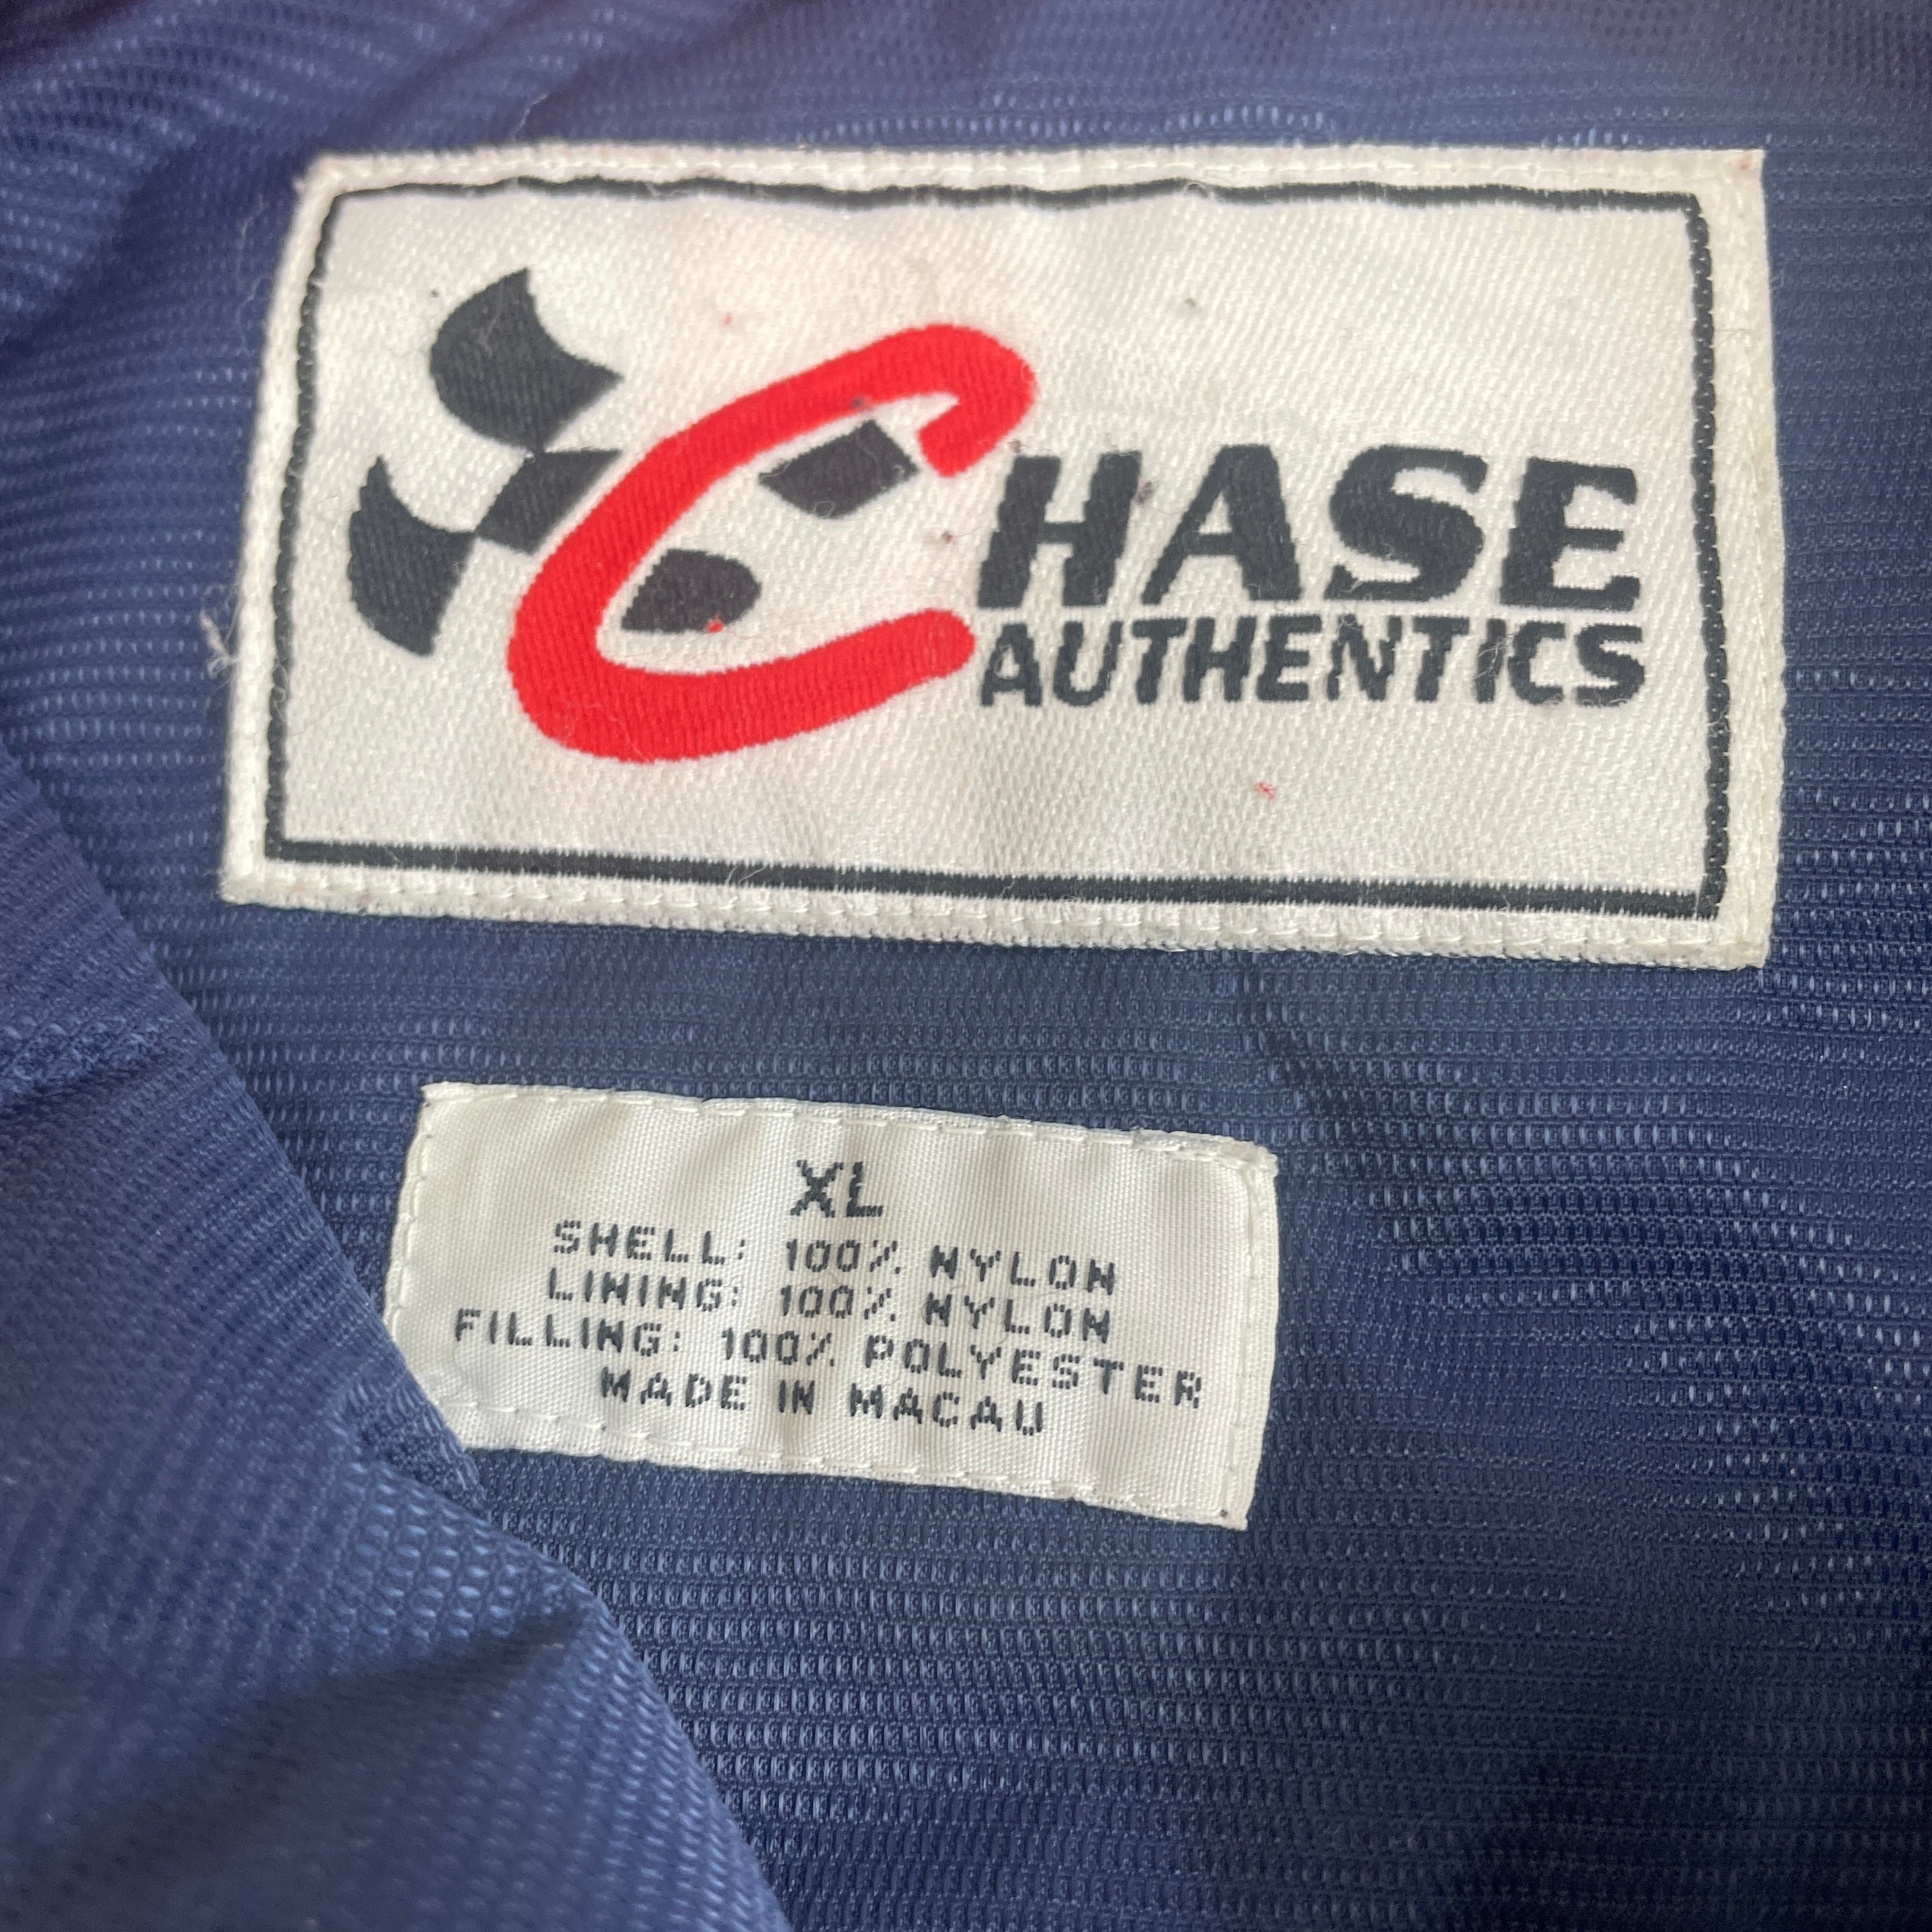 CHASE
AUTHENTICS
XL
SHELL: 100% NYLON
LINING: 100% NYLON
FILLING: 100% POLYESTER
MADE IN MACAU